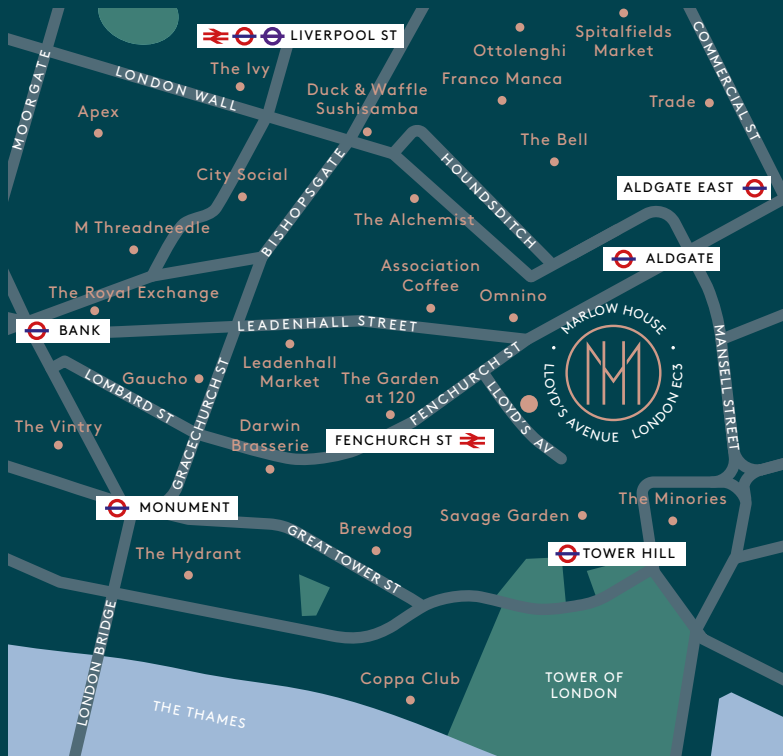 LIVERPOOL ST
Spitalfields
Market
Ottolenghi
COMMERCIAL ST
MOORGATE
The Ivy
LONDON WALL
Duck & Waffle
Sushisamba
Franco Manca
Apex
Trade
The Bell
City Social
BISHOPSGATE
HOUNDSDITCH
ALDGATE EAST
The Alchemist
M Threadneedle
ALDGATE
Association
Coffee
Omnino
The Royal Exchange
BANK
LEADENHALL STREET
MARLOW HOUSE
LLOYD'S AVENUE
LONDON EC3
MH
MANSELL STREET
Leadenhall
Market
Gaucho
LOMBARD ST
GRACECHURCH ST
The Garden
at 120
FENCHURCH ST
LLOYD'S AV
The Vintry
Darwin
Brasserie
FENCHURCH ST
MONUMENT
The Minories
Savage Garden
Brewdog
GREAT TOWER ST
The Hydrant
TOWER HILL
LONDON BRIDGE
Coppa Club
TOWER OF
LONDON
THE THAMES